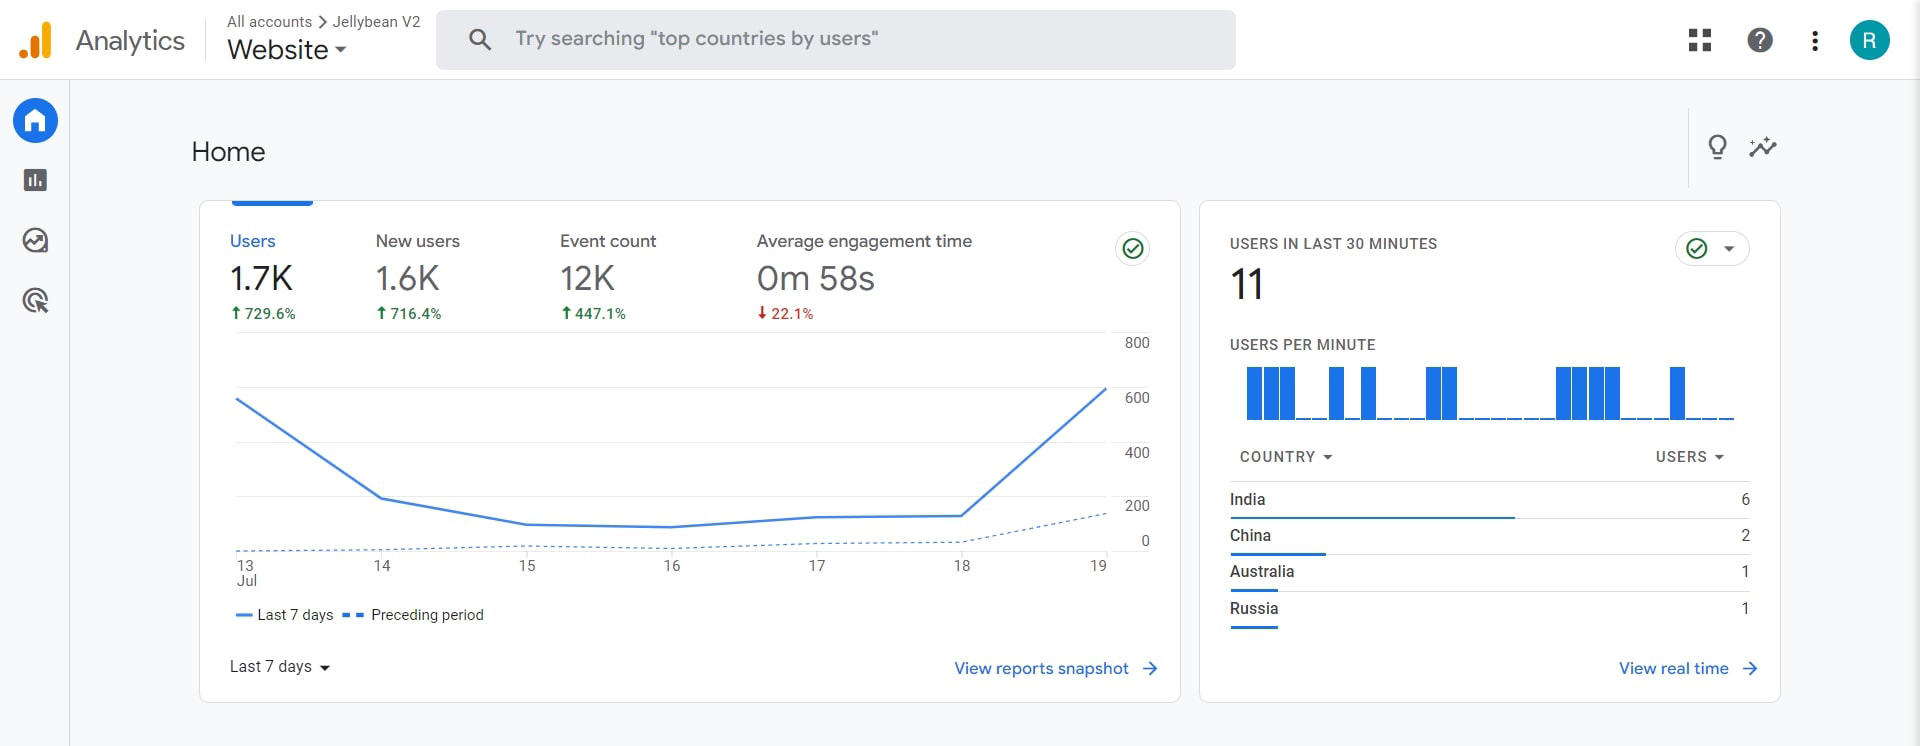 Analytics
All accounts > Jellybean V2
Website
Try searching "top countries by users"
R
Home
Users
1.7K
729.6%
New users
1.6K
716.4%
Event count
12K
447.1%
Average engagement time
0m 58s
22.1%
800
600
400
200
0
13 14 15 16 17 18 19
Jul
Last 7 days Preceding period
Last 7 days
View reports snapshot
USERS IN LAST 30 MINUTES
11
USERS PER MINUTE
COUNTRY USERS
India 6
China 2
Australia 1
Russia 1
View real time